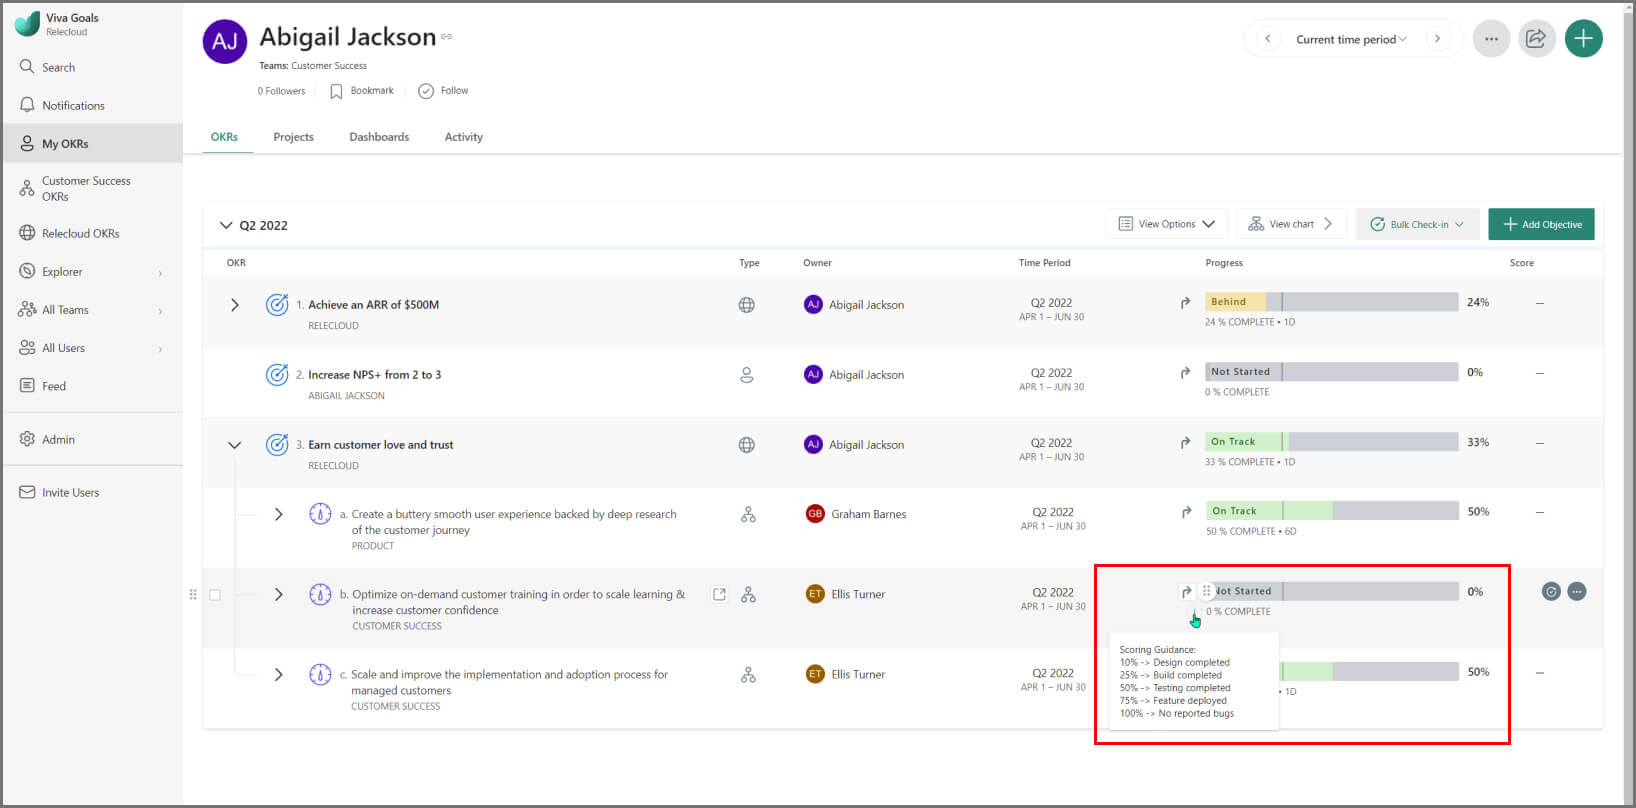 Viva Goals
Relecloud
Search
Notifications
My OKRs
Customer Success
OKRs
Relecloud OKRs
Explorer
All Teams
All Users
Feed
Admin
Invite Users
AJ
Abigail Jackson
Teams: Customer Success
0 Followers
Bookmark
Follow
Current time period
OKRs
Projects
Dashboards
Activity
Q2 2022
View Options
View chart
Bulk Check-in
Add Objective
OKR
Type
Owner
Time Period
Progress
Score
1. Achieve an ARR of $500M
RELECLOUD
AJ Abigail Jackson
Q2 2022
APR 1 – JUN 30
Behind
24%
24 % COMPLETE • 1D
—
2. Increase NPS+ from 2 to 3
ABIGAIL JACKSON
AJ Abigail Jackson
Q2 2022
APR 1 – JUN 30
Not Started
0%
0 % COMPLETE
—
3. Earn customer love and trust
RELECLOUD
AJ Abigail Jackson
Q2 2022
APR 1 – JUN 30
On Track
33%
33 % COMPLETE • 1D
—
a. Create a buttery smooth user experience backed by deep research
of the customer journey
PRODUCT
GB Graham Barnes
Q2 2022
APR 1 – JUN 30
On Track
50%
50 % COMPLETE • 6D
—
b. Optimize on-demand customer training in order to scale learning &
increase customer confidence
CUSTOMER SUCCESS
ET Ellis Turner
Q2 2022
APR 1 – JUN 30
Not Started
0%
0 % COMPLETE
c. Scale and improve the implementation and adoption process for
managed customers
CUSTOMER SUCCESS
ET Ellis Turner
Q2 2022
APR 1 – JUN 30
50%
• 1D
—
Scoring Guidance:
10% -> Design completed
25% -> Build completed
50% -> Testing completed
75% -> Feature deployed
100% -> No reported bugs